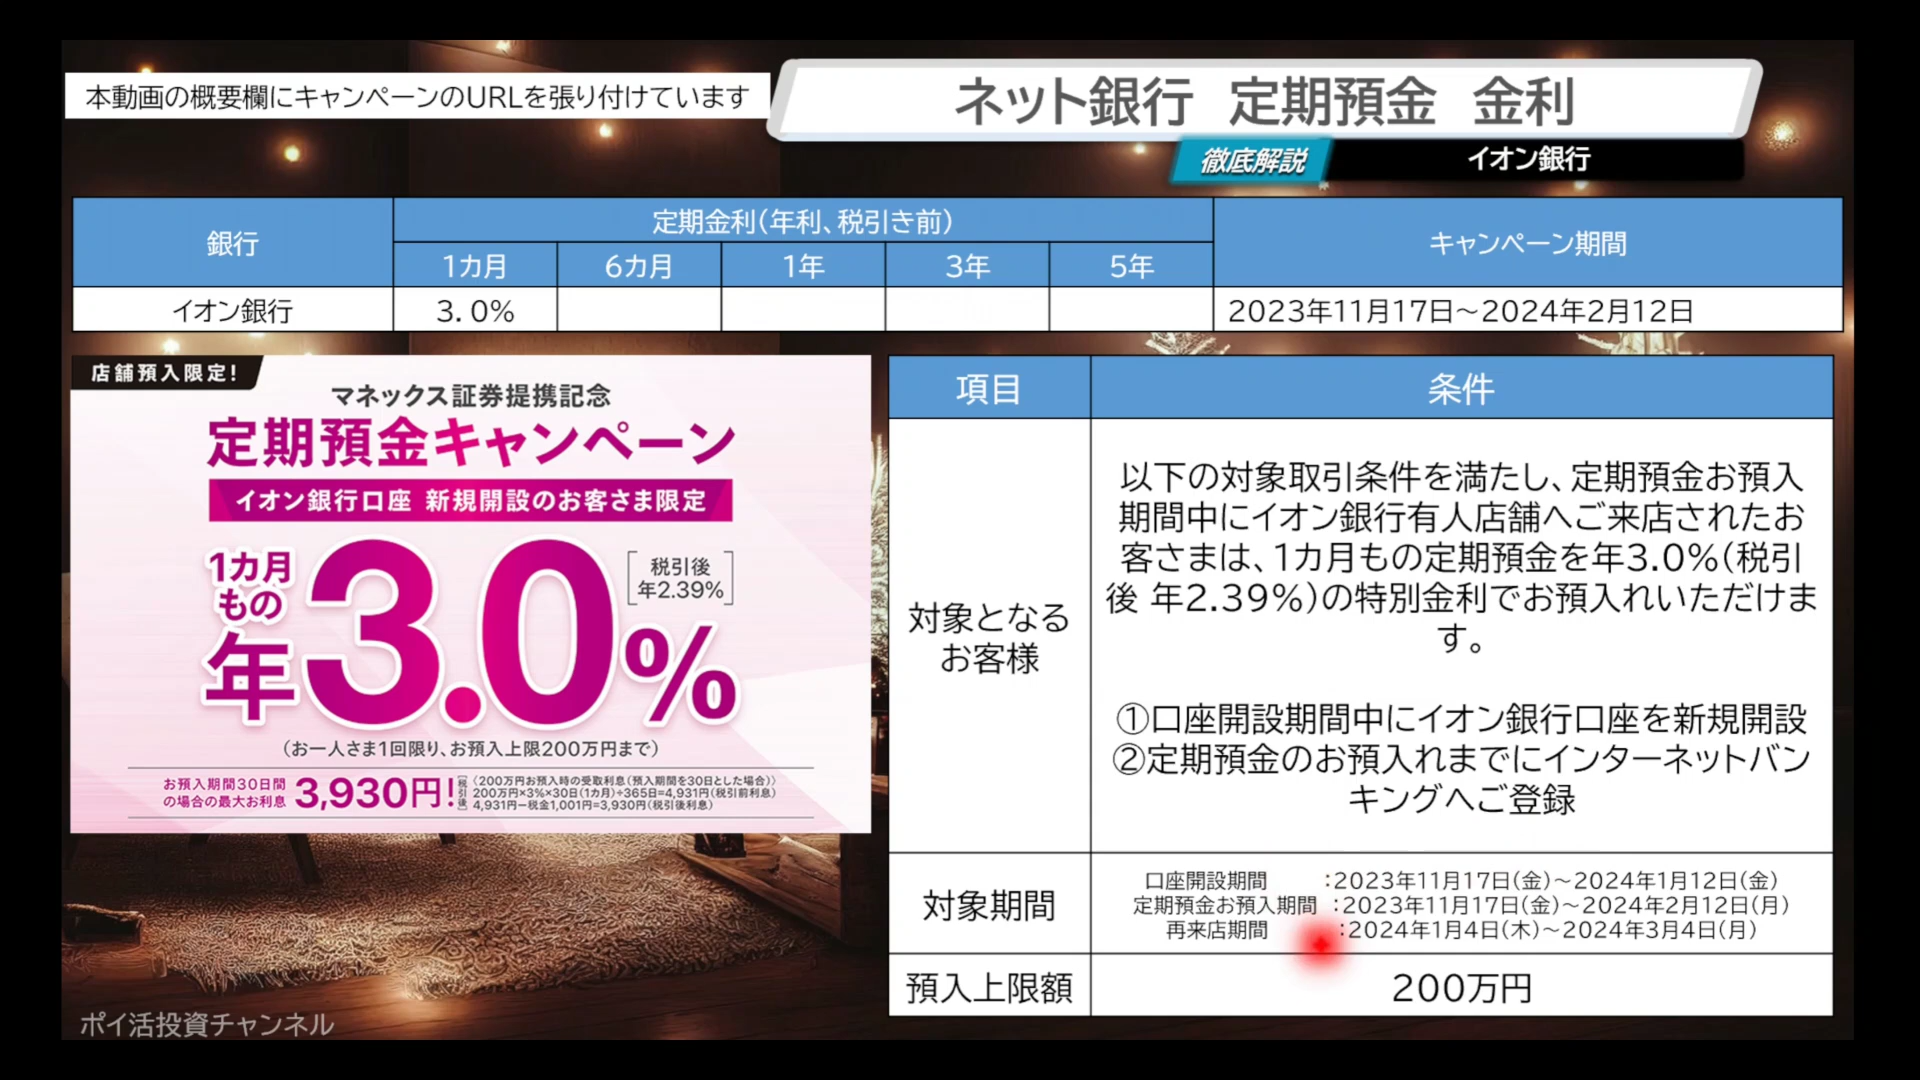 本動画の概要欄にキャンペーンのURLを張り付けています
ネット銀行 定期預金 金利
徹底解説
イオン銀行
銀行
定期金利(年利、税引き前)
キャンペーン期間
1カ月
6カ月
1年
3年
5年
イオン銀行
3.0%
2023年11月17日～2024年2月12日
店舗預入限定!
マネックス証券提携記念
定期預金キャンペーン
イオン銀行口座 新規開設のお客さま限定
1カ月
もの
年3.0%
税引後
年2.39%
(お一人さま1回限り、お預入上限200万円まで)
お預入期間30日間
の場合の最大お利息
3,930円!
税引後
〈200万円お預入時の受取利息(預入期間を30日とした場合)〉
200万円×3%×30日(1カ月)÷365日=4,931円(税引前利息)
4,931円－税金1,001円=3,930円(税引後利息)
項目
条件
対象となる
お客様
以下の対象取引条件を満たし、定期預金お預入
期間中にイオン銀行有人店舗へご来店されたお
客さまは、1カ月もの定期預金を年3.0%(税引
後 年2.39%)の特別金利でお預入れいただけま
す。
①口座開設期間中にイオン銀行口座を新規開設
②定期預金のお預入れまでにインターネットバン
キングへご登録
対象期間
口座開設期間 :2023年11月17日(金)～2024年1月12日(金)
定期預金お預入期間 :2023年11月17日(金)～2024年2月12日(月)
再来店期間 :2024年1月4日(木)～2024年3月4日(月)
預入上限額
200万円
ポイ活投資チャンネル